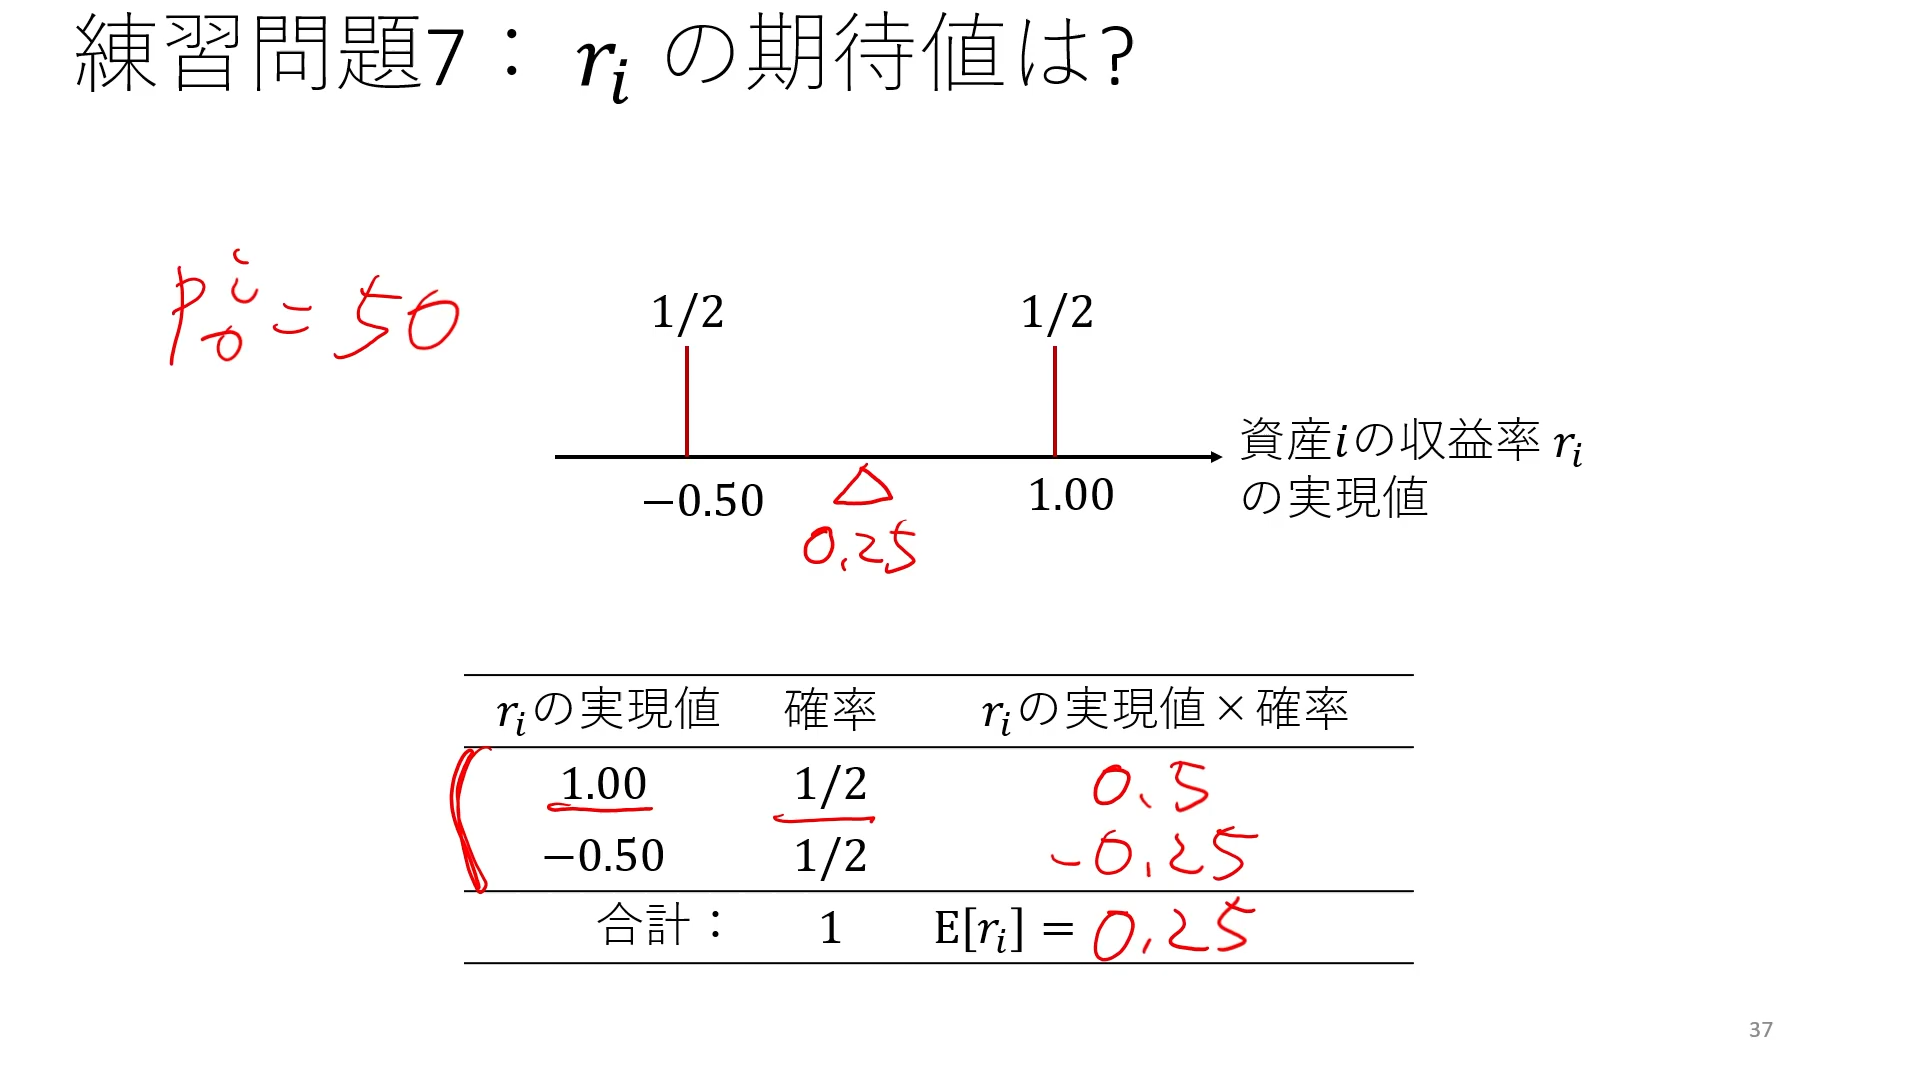 練習問題7： rᵢ の期待値は?
pⁱ₀ = 50
1/2 1/2
−0.50 1.00
0.25
資産iの収益率 rᵢ
の実現値
rᵢの実現値 確率 rᵢの実現値×確率
1.00 1/2 0.5
−0.50 1/2 -0.25
合計： 1 E[rᵢ] = 0.25
37